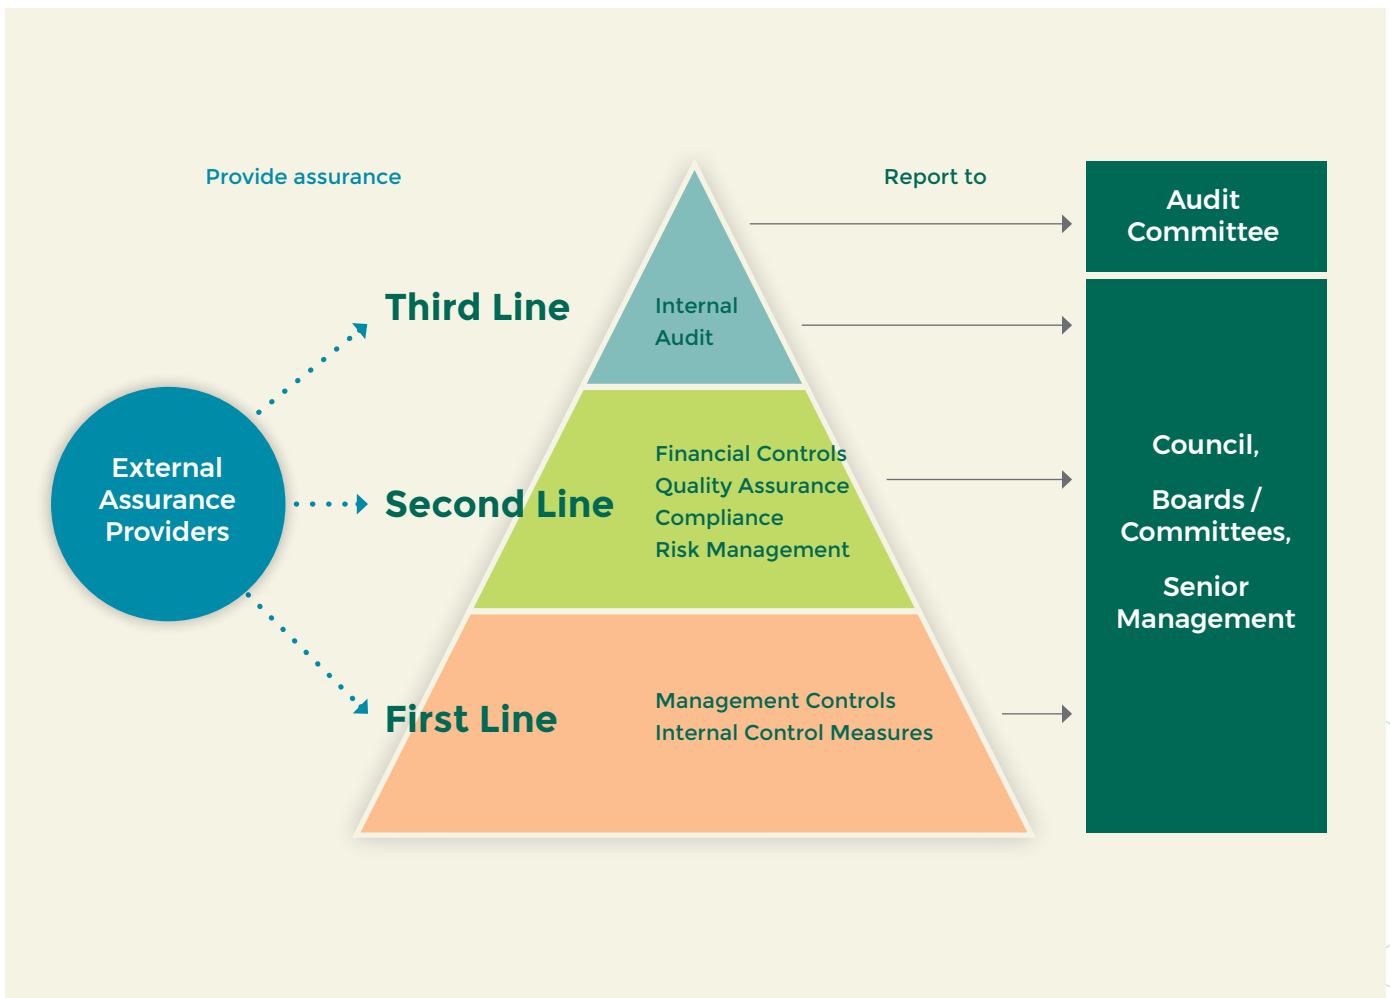 Provide assurance
Report to
Audit
Committee
Third Line
Internal
Audit
External
Assurance
Providers
Second Line
Financial Controls
Quality Assurance
Compliance
Risk Management
Council,
Boards /
Committees,
Senior
Management
First Line
Management Controls
Internal Control Measures